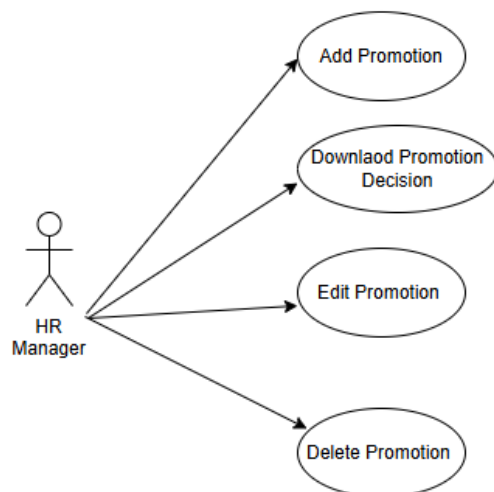 Add Promotion
Downlaod Promotion
Decision
Edit Promotion
HR
Manager
Delete Promotion